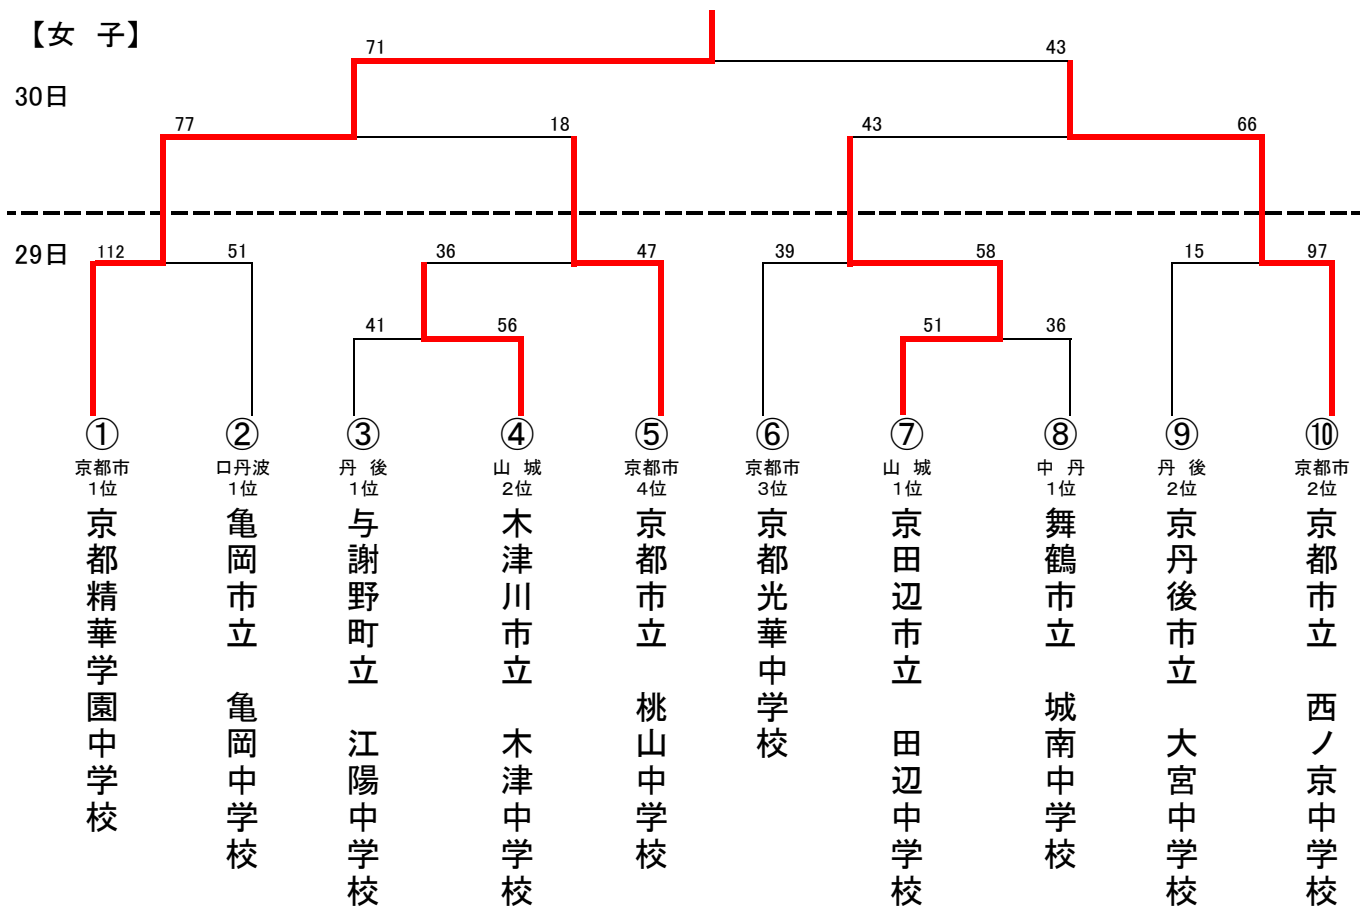 【女 子】
71
43
30日
77
18
43
66
29日
112
51
36
47
39
58
15
97
41
56
51
36
①
②
③
④
⑤
⑥
⑦
⑧
⑨
⑩
京都市
1位
口丹波
1位
丹 後
1位
山 城
2位
京都市
4位
京都市
3位
山 城
1位
中 丹
1位
丹 後
2位
京都市
2位
京都精華学園中学校
亀岡市立 亀岡中学校
与謝野町立 江陽中学校
木津川市立 木津中学校
京都市立 桃山中学校
京都光華中学校
京田辺市立 田辺中学校
舞鶴市立 城南中学校
京丹後市立 大宮中学校
京都市立 西ノ京中学校